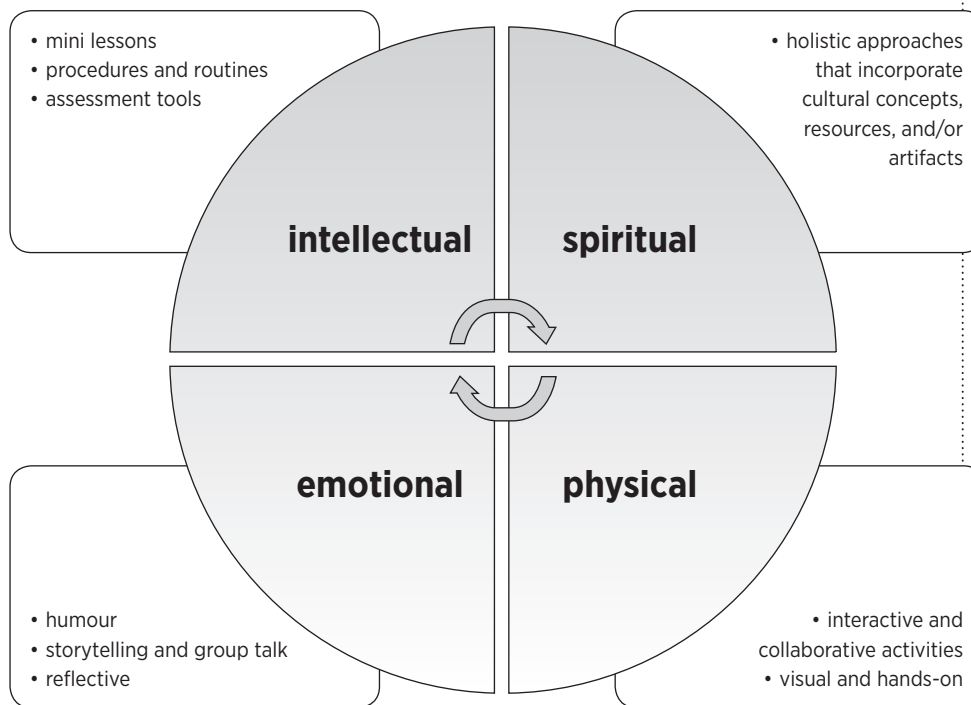 • mini lessons
• procedures and routines
• assessment tools
• holistic approaches
that incorporate
cultural concepts,
resources, and/or
artifacts
intellectual
spiritual
emotional
physical
• humour
• storytelling and group talk
• reflective
• interactive and
collaborative activities
• visual and hands-on